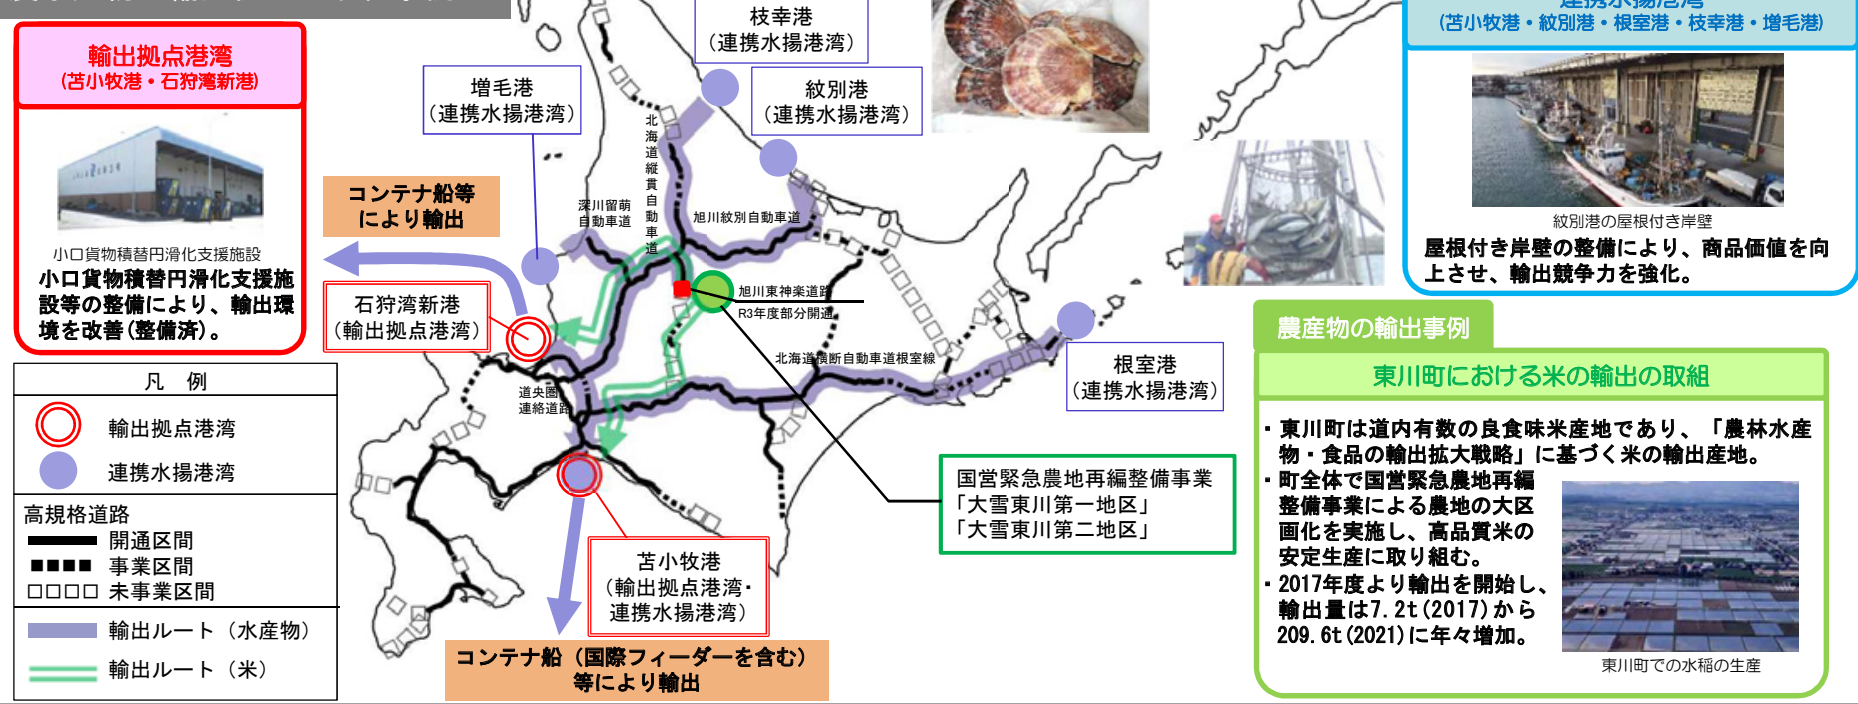 輸出拠点港湾
(苫小牧港・石狩湾新港)
小口貨物積替円滑化支援施設
小口貨物積替円滑化支援施
設等の整備により、輸出環
境を改善(整備済)。
凡 例
輸出拠点港湾
連携水揚港湾
高規格道路
開通区間
事業区間
未事業区間
輸出ルート（水産物）
輸出ルート（米）
枝幸港
（連携水揚港湾）
増毛港
（連携水揚港湾）
紋別港
（連携水揚港湾）
コンテナ船等
により輸出
北海道縦貫自動車道
深川留萌
自動車道
旭川紋別自動車道
石狩湾新港
（輸出拠点港湾）
旭川東神楽道路
R3年度部分開通
北海道横断自動車道根室線
道央圏
連絡道路
根室港
（連携水揚港湾）
国営緊急農地再編整備事業
「大雪東川第一地区」
「大雪東川第二地区」
苫小牧港
（輸出拠点港湾・
連携水揚港湾）
コンテナ船（国際フィーダーを含む）
等により輸出
連携水揚港湾
(苫小牧港・紋別港・根室港・枝幸港・増毛港)
紋別港の屋根付き岸壁
屋根付き岸壁の整備により、商品価値を向
上させ、輸出競争力を強化。
農産物の輸出事例
東川町における米の輸出の取組
・東川町は道内有数の良食味米産地であり、「農林水産
物・食品の輸出拡大戦略」に基づく米の輸出産地。
・町全体で国営緊急農地再編
整備事業による農地の大区
画化を実施し、高品質米の
安定生産に取り組む。
・2017年度より輸出を開始し、
輸出量は7.2t(2017)から
209.6t(2021)に年々増加。
東川町での水稲の生産